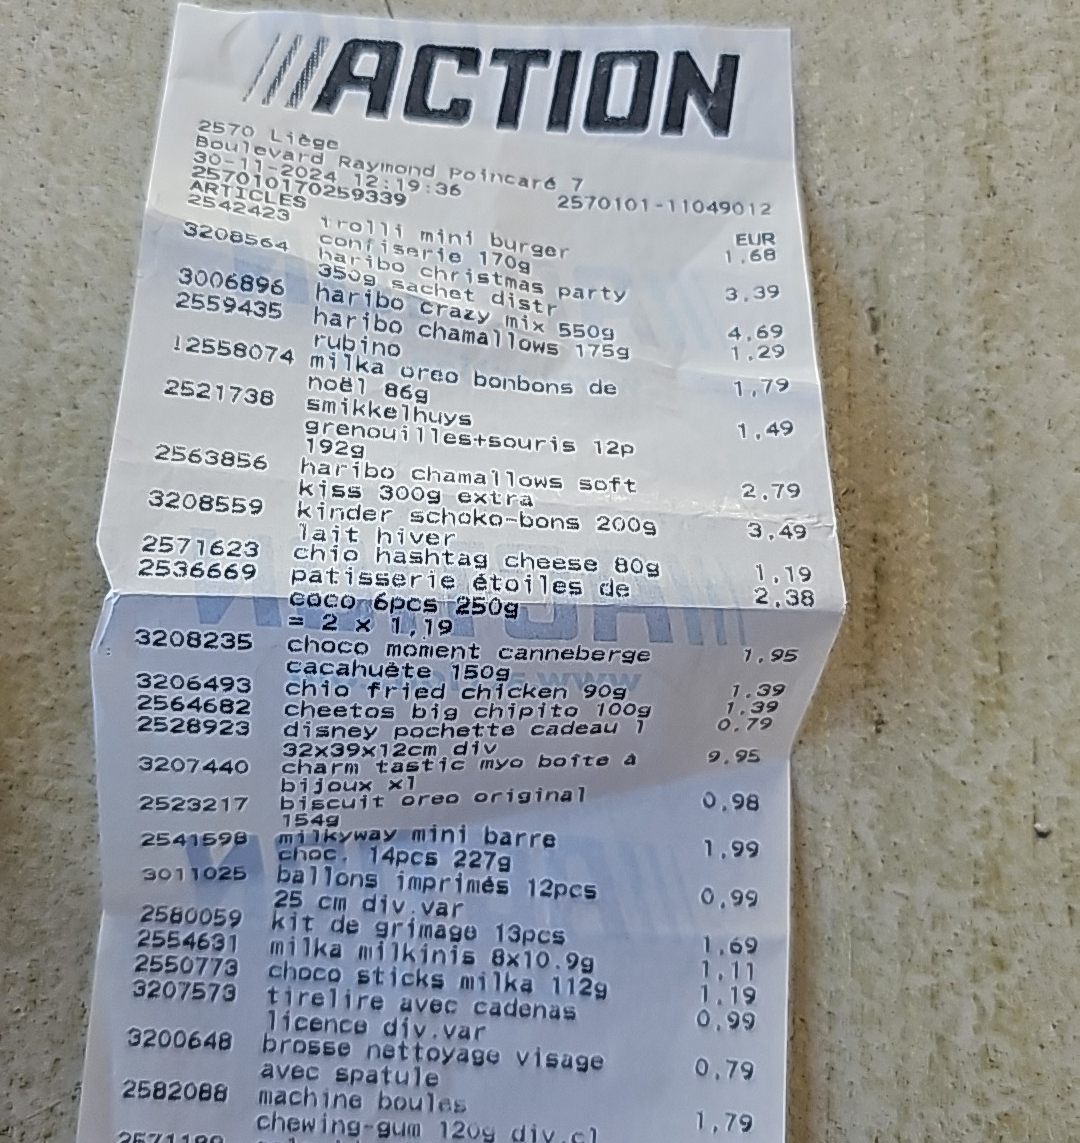 ///ACTION
2570 Liège
Boulevard Raymond Poincaré 7
30-11-2024 12:19:36
257010170259339 2570101-11049012
ARTICLES EUR
2542423 trolli mini burger 1,68
confiserie 170g
3208564 haribo christmas party 3,39
350g sachet distr
3006896 haribo crazy mix 550g 4,69
2559435 haribo chamallows 175g 1,29
rubino
!2558074 milka oreo bonbons de 1,79
noël 86g
2521738 smikkelhuys 1,49
grenouilles+souris 12p
192g
2563856 haribo chamallows soft 2,79
kiss 300g extra
3208559 kinder schoko-bons 200g 3,49
lait hiver
2571623 chio hashtag cheese 80g 1,19
2536669 patisserie étoiles de 2,38
coco 6pcs 250g
= 2 x 1,19
3208235 choco moment canneberge 1,95
cacahuète 150g
3206493 chio fried chicken 90g 1,39
2564682 cheetos big chipito 100g 1,39
2528923 disney pochette cadeau 1 0,79
32x39x12cm div
3207440 charm tastic myo boîte à 9,95
bijoux x1
2523217 biscuit oreo original 0,98
154g
2541598 milkyway mini barre 1,99
choc. 14pcs 227g
3011025 ballons imprimés 12pcs 0,99
25 cm div.var
2580059 kit de grimage 13pcs 1,69
2554631 milka milkinis 8x10.9g 1,11
2550773 choco sticks milka 112g 1,19
3207573 tirelire avec cadenas 0,99
licence div.var
3200648 brosse nettoyage visage 0,79
avec spatule
2582088 machine boules 1,79
chewing-gum 120g div.cl